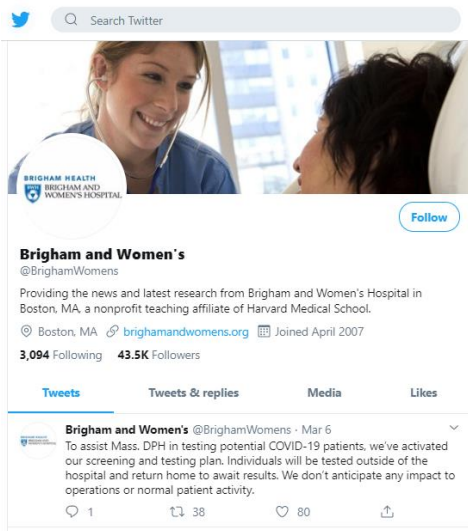 Search Twitter
BRIGHAM HEALTH
BRIGHAM AND
WOMEN'S HOSPITAL
Follow
Brigham and Women's
@BrighamWomens
Providing the news and latest research from Brigham and Women's Hospital in
Boston, MA, a nonprofit teaching affiliate of Harvard Medical School.
Boston, MA brighamandwomens.org Joined April 2007
3,094 Following 43.5K Followers
Tweets Tweets & replies Media Likes
Brigham and Women's @BrighamWomens · Mar 6
To assist Mass. DPH in testing potential COVID-19 patients, we've activated
our screening and testing plan. Individuals will be tested outside of the
hospital and return home to await results. We don't anticipate any impact to
operations or normal patient activity.
1 38 80